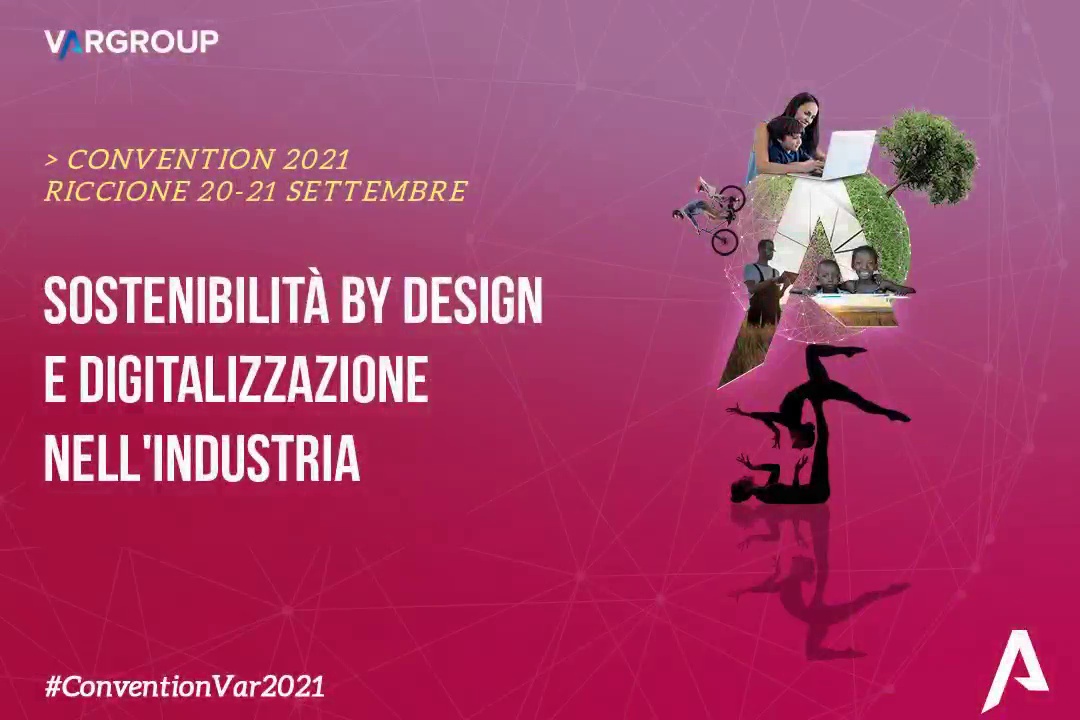 VARGROUP
> CONVENTION 2021
RICCIONE 20-21 SETTEMBRE
SOSTENIBILITÀ BY DESIGN
E DIGITALIZZAZIONE
NELL'INDUSTRIA
#ConventionVar2021